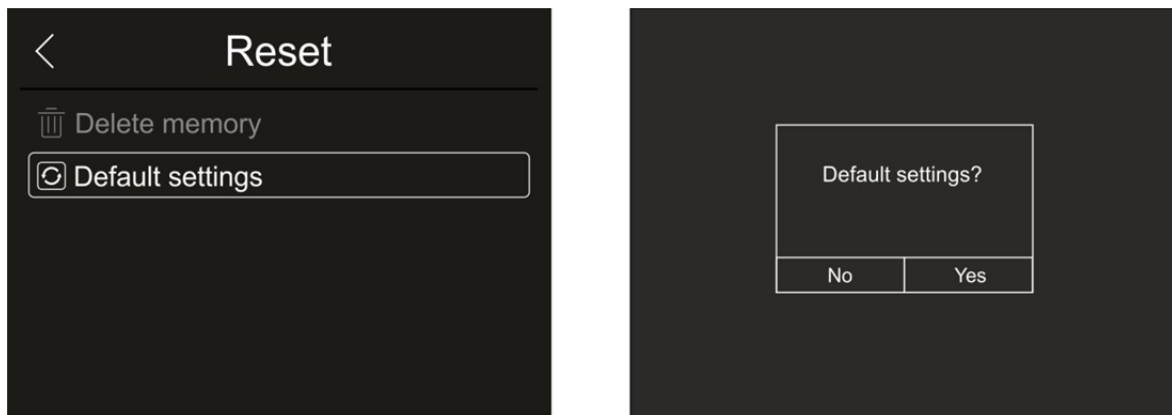 Reset
Delete memory
Default settings
Default settings?
No Yes